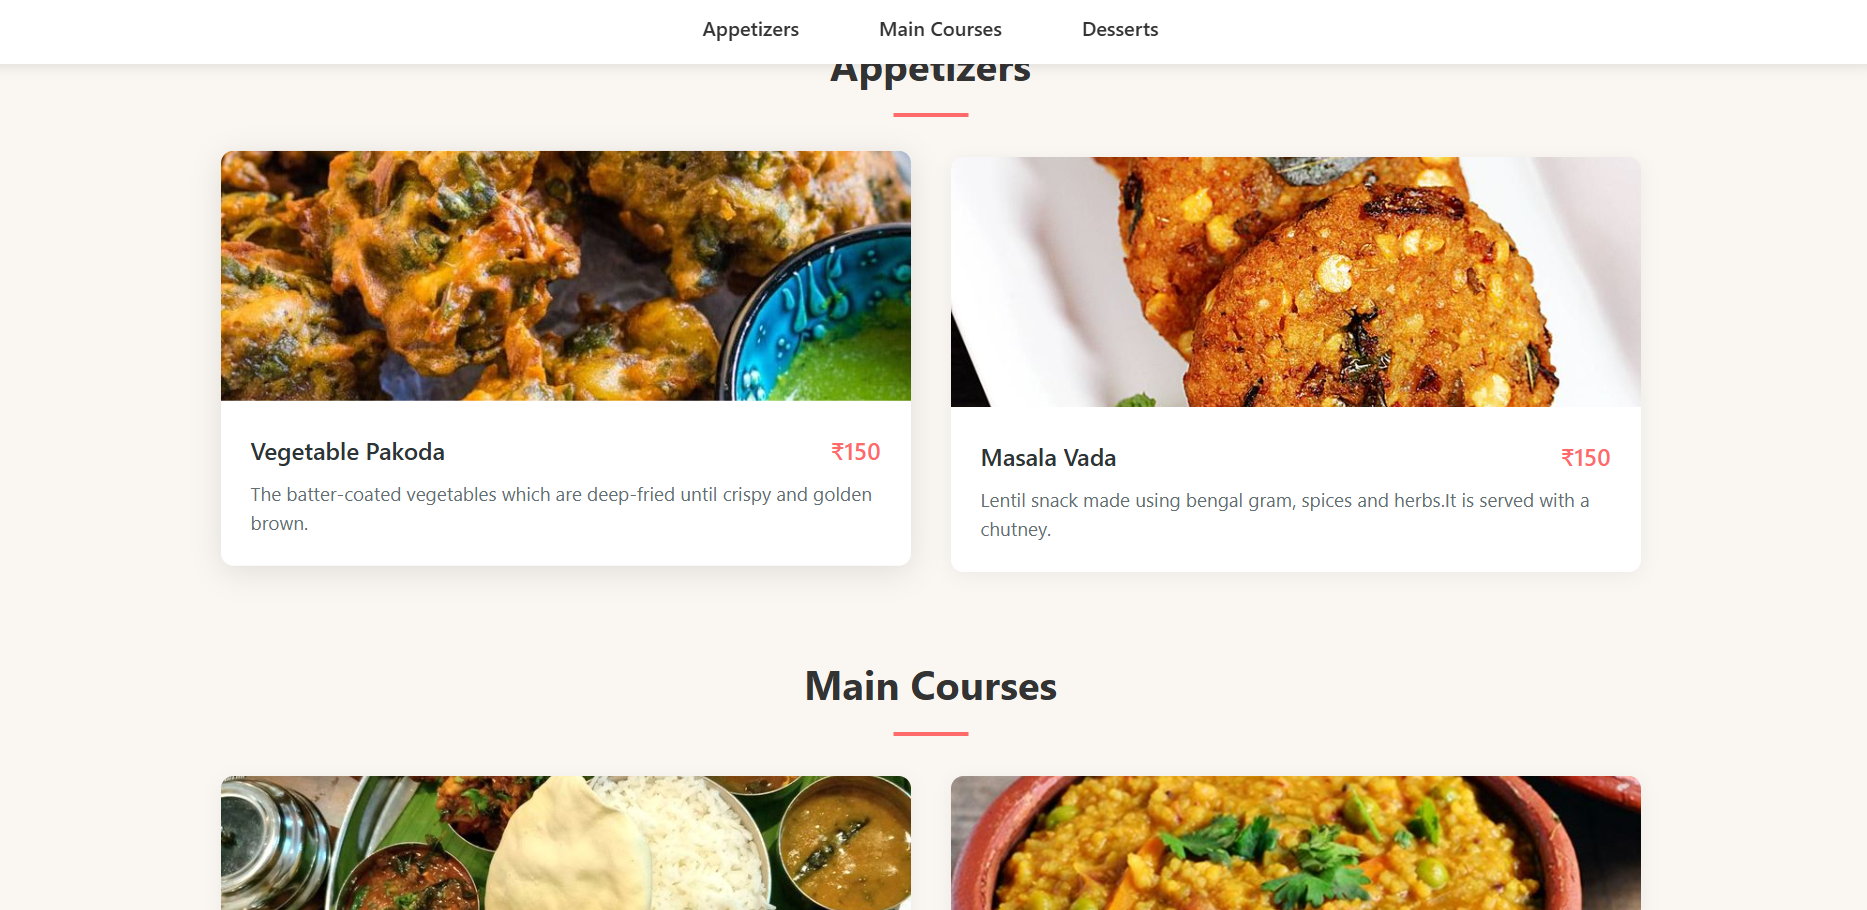 Appetizers Main Courses Desserts
Appetizers
Vegetable Pakoda ₹150
The batter-coated vegetables which are deep-fried until crispy and golden
brown.
Masala Vada ₹150
Lentil snack made using bengal gram, spices and herbs.It is served with a
chutney.
Main Courses